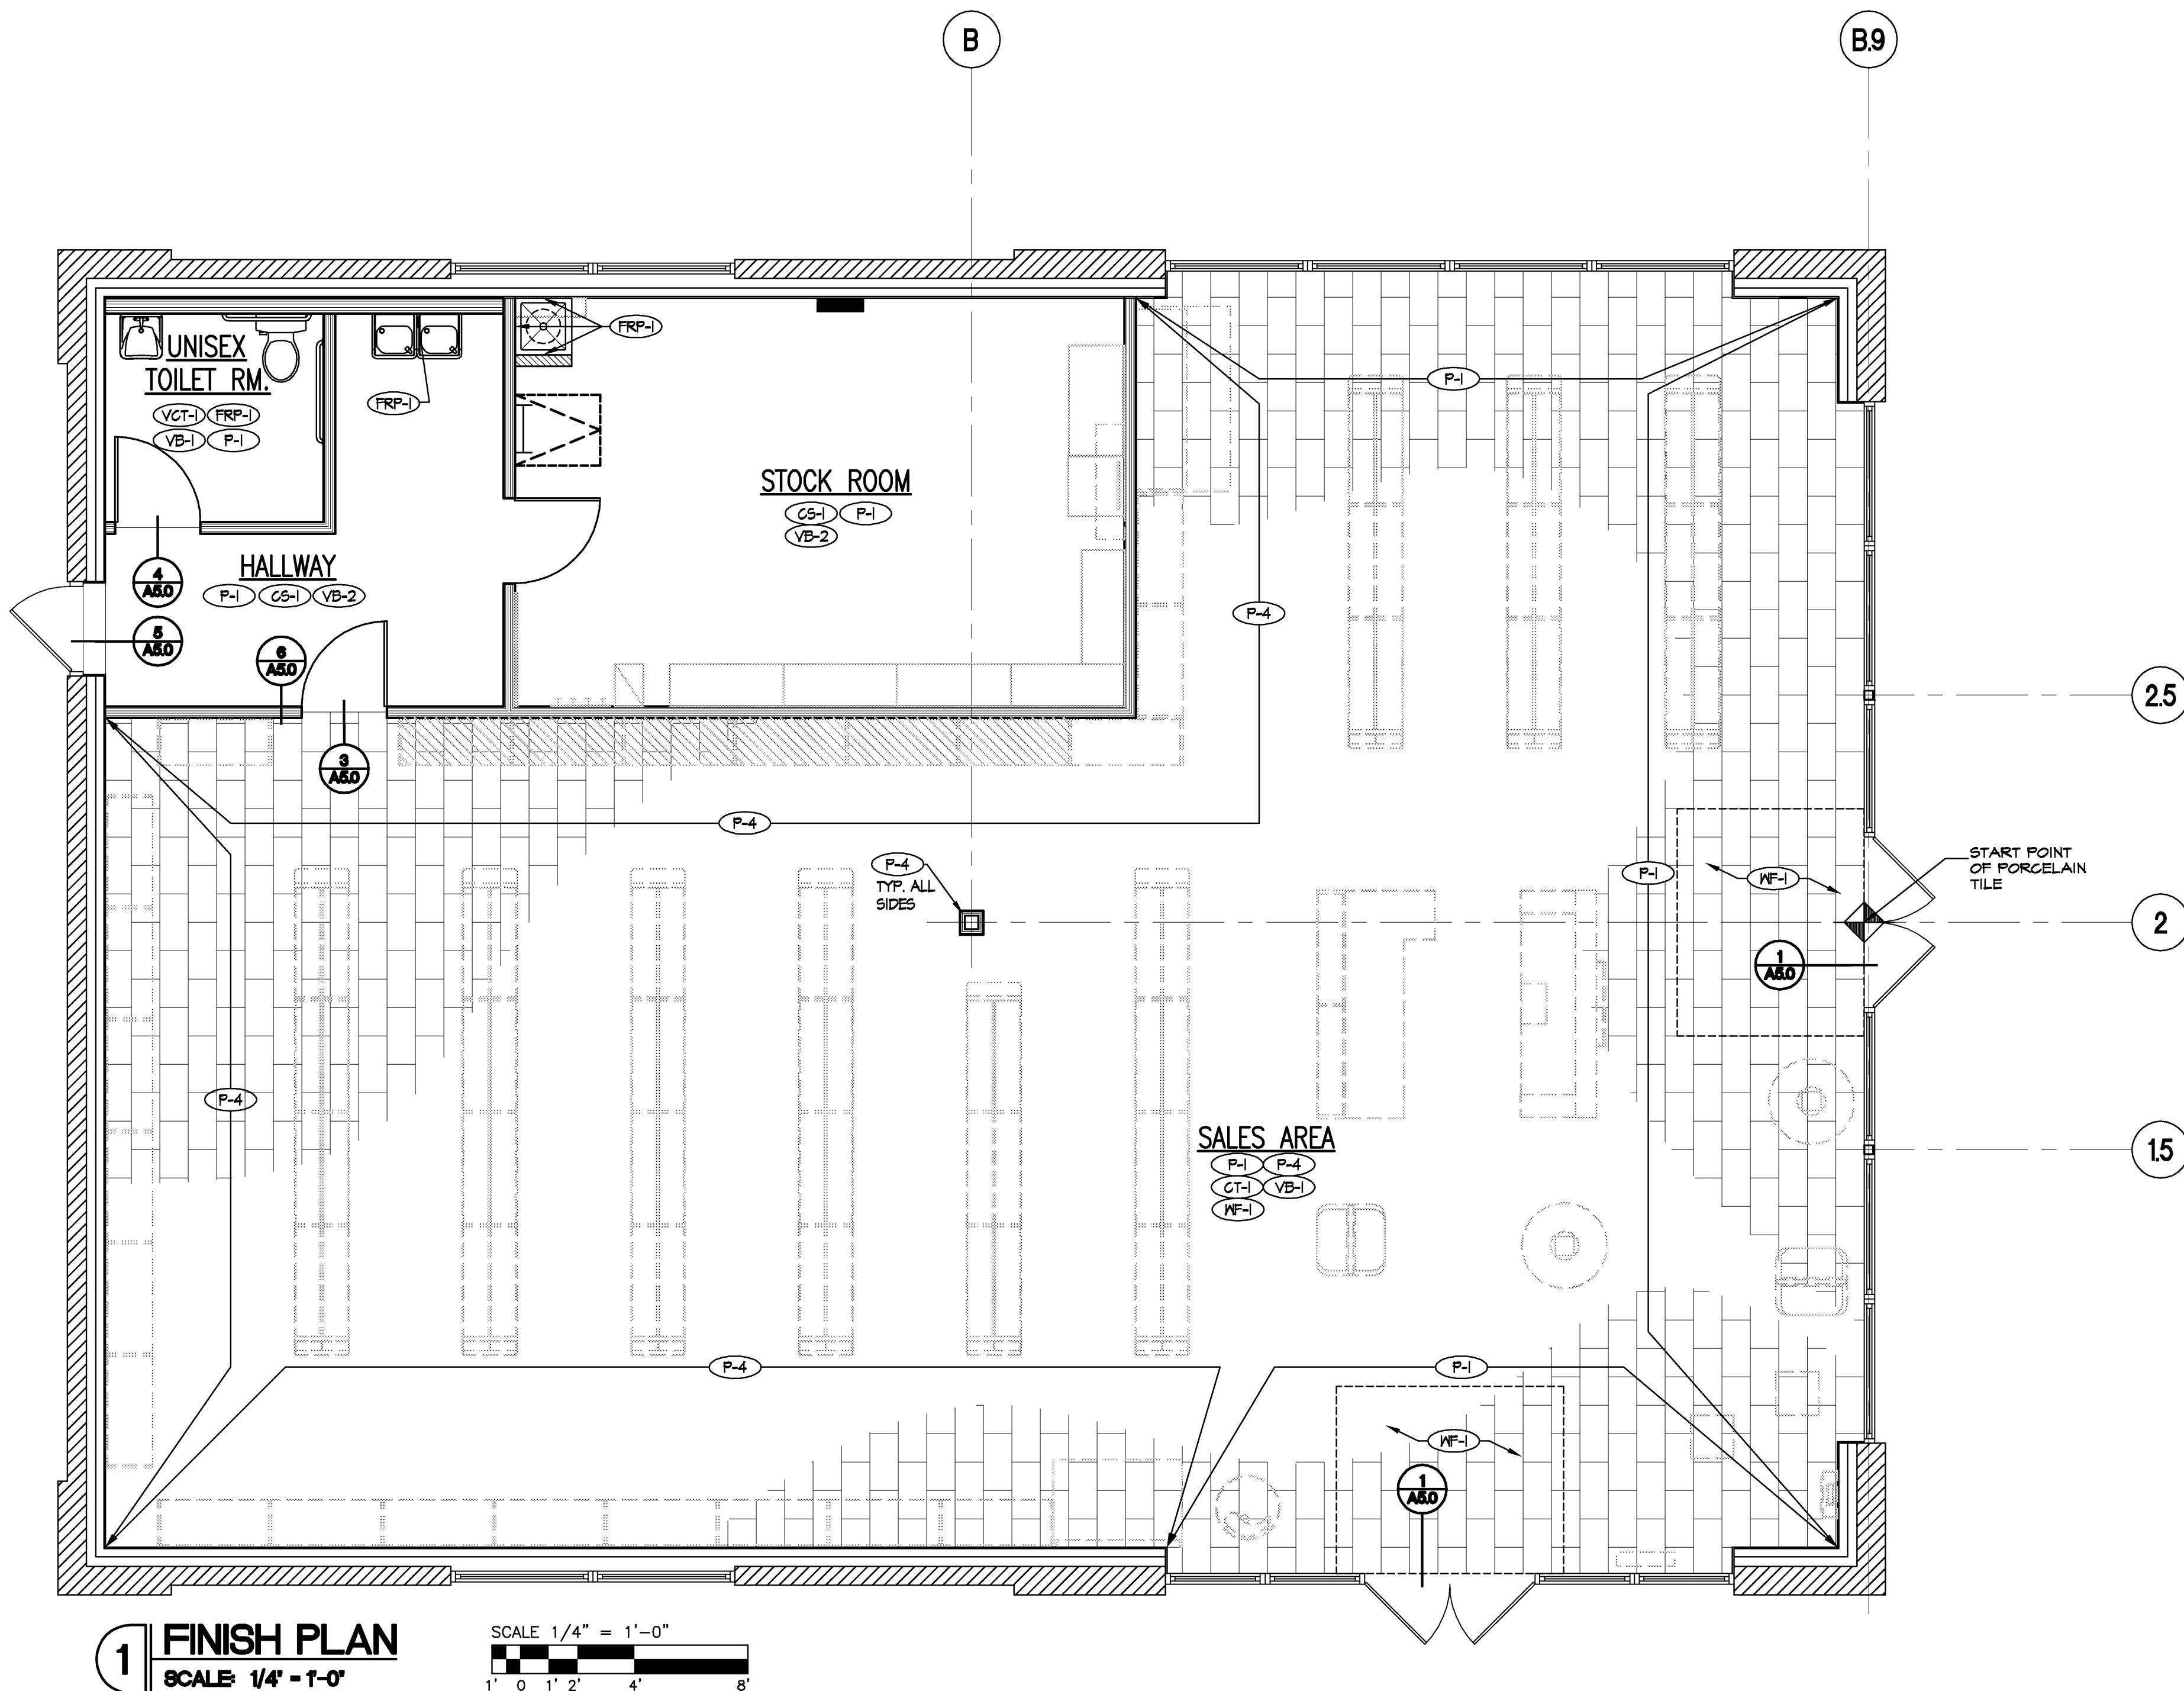 B
B.9
FRP-1
UNISEX
TOILET RM.
VCT-1 FRP-1
VB-1 P-1
FRP-1
P-1
STOCK ROOM
CS-1 P-1
VB-2
HALLWAY
P-1 CS-1 VB-2
4
A5.0
5
A5.0
6
A5.0
3
A5.0
P-4
2.5
P-4
P-4
TYP. ALL
SIDES
P-1
WF-1
START POINT
OF PORCELAIN
TILE
2
1
A5.0
P-4
SALES AREA
P-1 P-4
CT-1 VB-1
WF-1
1.5
P-4
P-1
WF-1
1
A5.0
1
FINISH PLAN
SCALE: 1/4" = 1'-0"
SCALE 1/4" = 1'-0"
1' 0 1' 2' 4' 8'